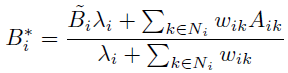 $$B_i^* = \frac{\tilde{B}_i \lambda_i + \sum_{k \in N_i} w_{ik} A_{ik}}{\lambda_i + \sum_{k \in N_i} w_{ik}}$$